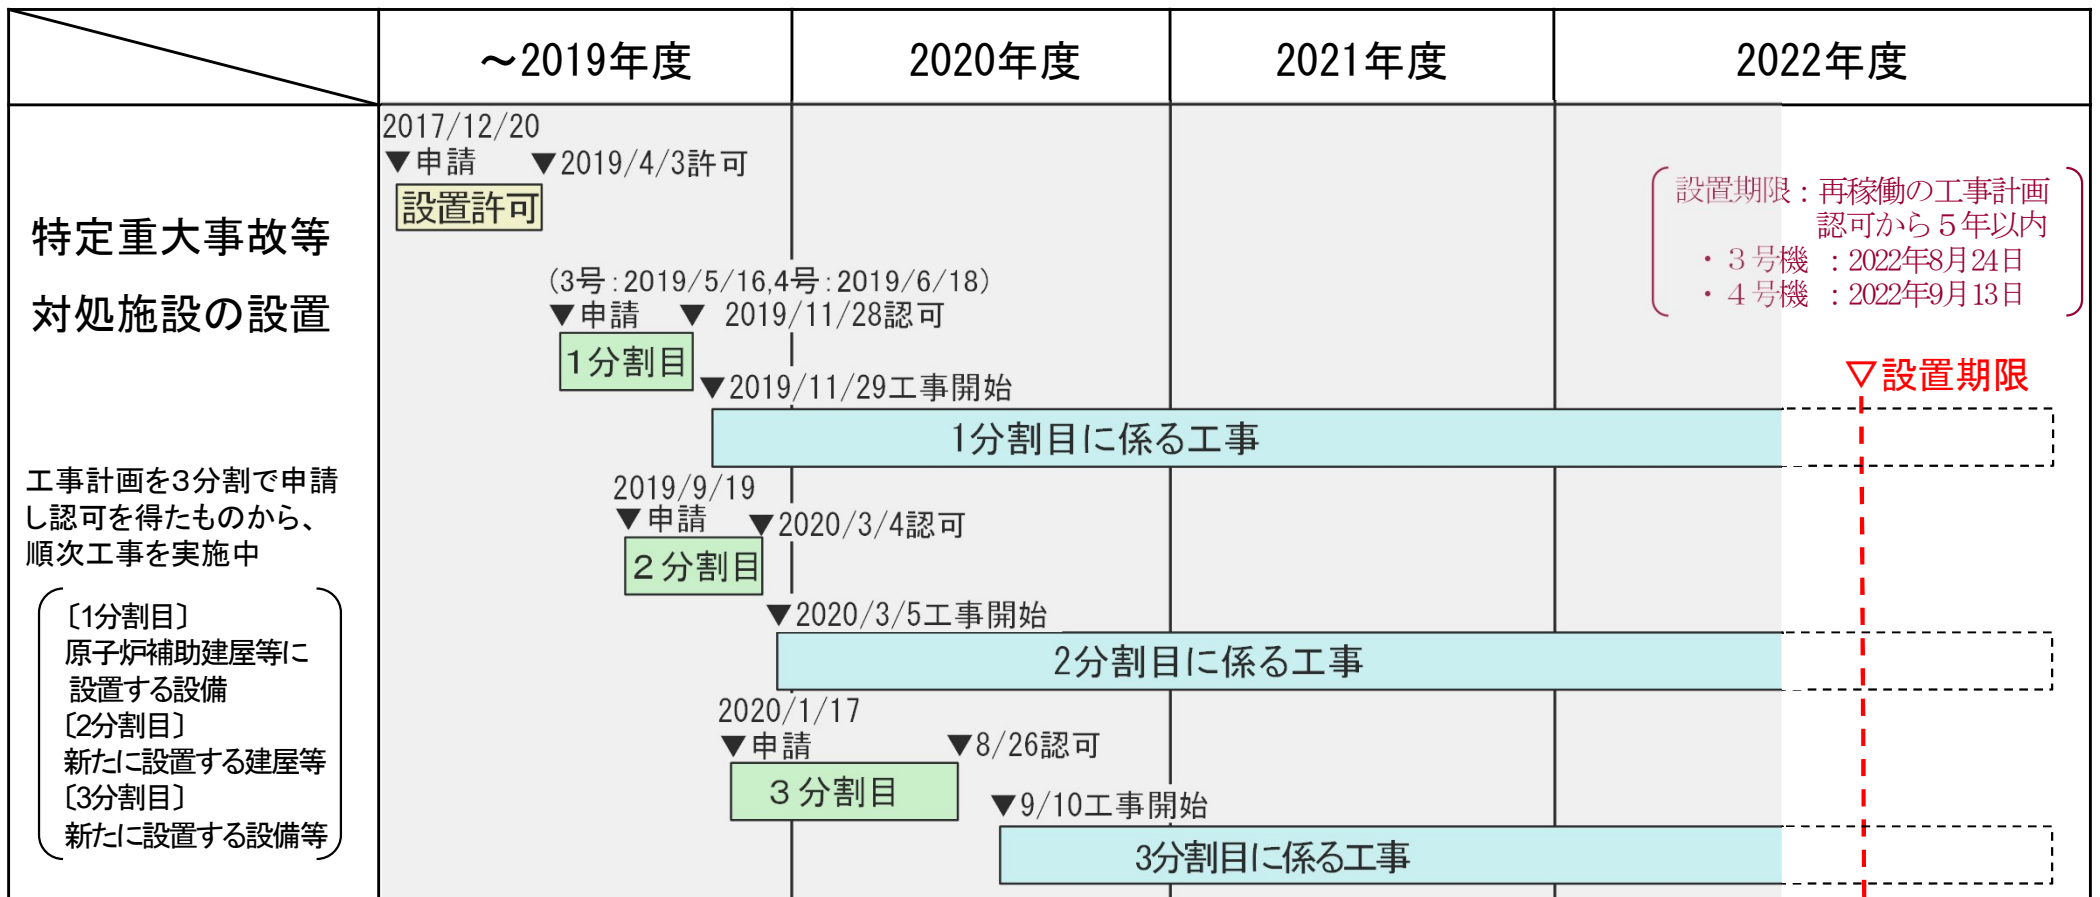 ～2019年度
2020年度
2021年度
2022年度
特定重大事故等
対処施設の設置
工事計画を3分割で申請
し認可を得たものから、
順次工事を実施中
〔1分割目〕
原子炉補助建屋等に
設置する設備
〔2分割目〕
新たに設置する建屋等
〔3分割目〕
新たに設置する設備等
2017/12/20
▼申請 ▼2019/4/3許可
設置許可
(3号:2019/5/16,4号:2019/6/18)
▼申請 ▼ 2019/11/28認可
1分割目
▼2019/11/29工事開始
1分割目に係る工事
2019/9/19
▼申請 ▼2020/3/4認可
２分割目
▼2020/3/5工事開始
2分割目に係る工事
2020/1/17
▼申請 ▼8/26認可
３分割目
▼9/10工事開始
3分割目に係る工事
設置期限：再稼働の工事計画
認可から５年以内
・３号機 ：2022年8月24日
・４号機 ：2022年9月13日
▽設置期限